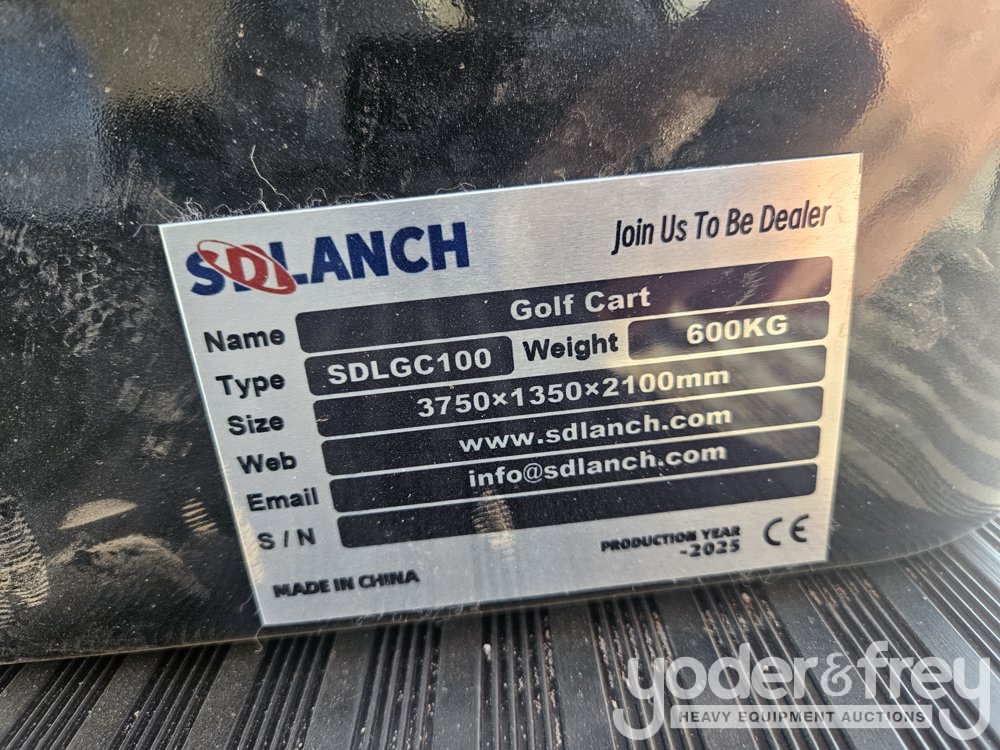 SDLANCH
Join Us To Be Dealer
Name Golf Cart
Type SDLGC100 Weight 600KG
Size 3750×1350×2100mm
Web www.sdlanch.com
Email info@sdlanch.com
S / N
MADE IN CHINA
PRODUCTION YEAR
-2025
CE
yoder&frey
HEAVY EQUIPMENT AUCTIONS